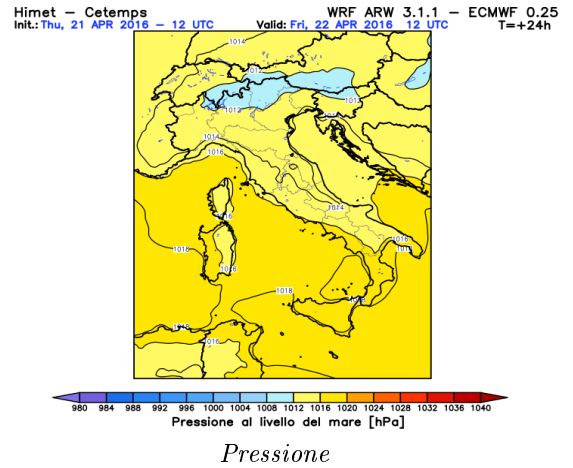 Himet – Cetemps WRF ARW 3.1.1 – ECMWF 0.25
Init.: Thu, 21 APR 2016 – 12 UTC Valid: Fri, 22 APR 2016 12 UTC T=+24h
1014
1012
1012
1012
1014
1016
1014
1016
1016
1018
1016
1018
1018
1016
980 984 988 992 996 1000 1004 1008 1012 1016 1020 1024 1028 1032 1036 1040
Pressione al livello del mare [hPa]
Pressione